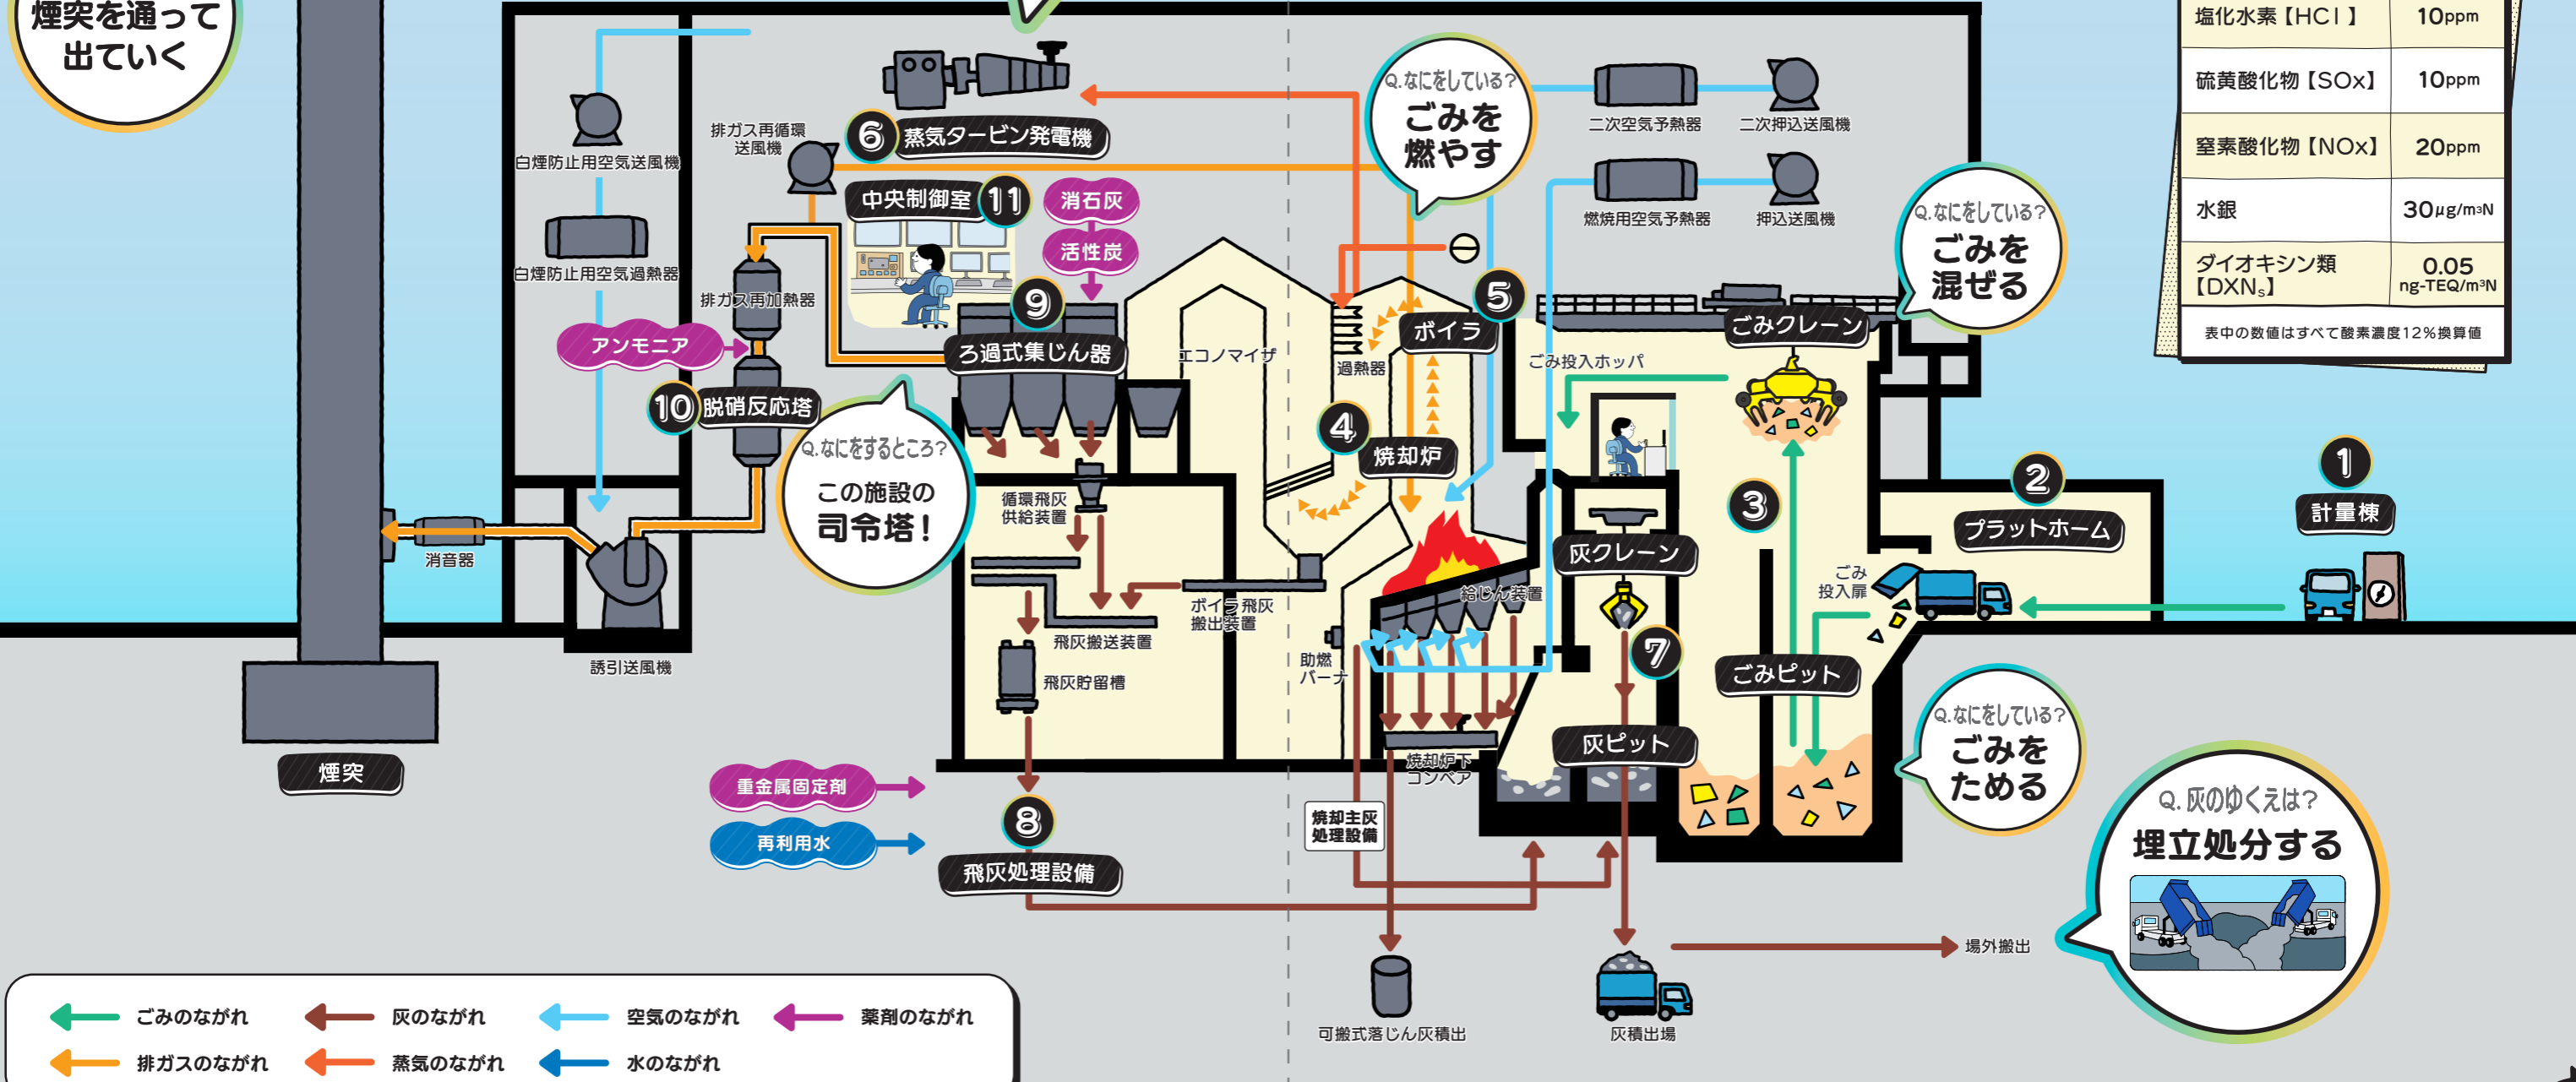 煙突を通って
出ていく
白煙防止用空気送風機
白煙防止用空気過熱器
排ガス再循環
送風機
6 蒸気タービン発電機
中央制御室 11
消石灰
活性炭
排ガス再加熱器
アンモニア
10 脱硝反応塔
9
ろ過式集じん器
Q.なにをするところ?
この施設の
司令塔!
エコノマイザ
過熱器
Q.なにをしている?
ごみを
燃やす
二次空気予熱器
二次押込送風機
燃焼用空気予熱器
押込送風機
5
ボイラ
4
焼却炉
ごみ投入ホッパ
ごみクレーン
Q.なにをしている?
ごみを
混ぜる
塩化水素【HCl】 10ppm
硫黄酸化物【SOx】 10ppm
窒素酸化物【NOx】 20ppm
水銀 30μg/m³N
ダイオキシン類
【DXNs】
0.05
ng-TEQ/m³N
表中の数値はすべて酸素濃度12%換算値
1
計量棟
2
プラットホーム
3
ごみ
投入扉
ごみピット
Q.なにをしている?
ごみを
ためる
灰クレーン
7
灰ピット
給じん装置
助燃
バーナ
焼却炉下
コンベア
焼却主灰
処理設備
循環飛灰
供給装置
ボイラ飛灰
搬出装置
飛灰搬送装置
飛灰貯留槽
消音器
誘引送風機
煙突
重金属固定剤
再利用水
8
飛灰処理設備
可搬式落じん灰積出
灰積出場
場外搬出
Q.灰のゆくえは?
埋立処分する
ごみのながれ
灰のながれ
空気のながれ
薬剤のながれ
排ガスのながれ
蒸気のながれ
水のながれ